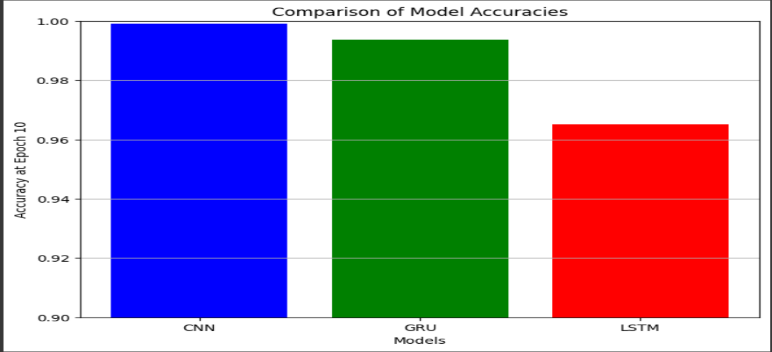 Comparison of Model Accuracies
1.00
0.98
0.96
0.94
0.92
0.90
Accuracy at Epoch 10
CNN GRU LSTM
Models